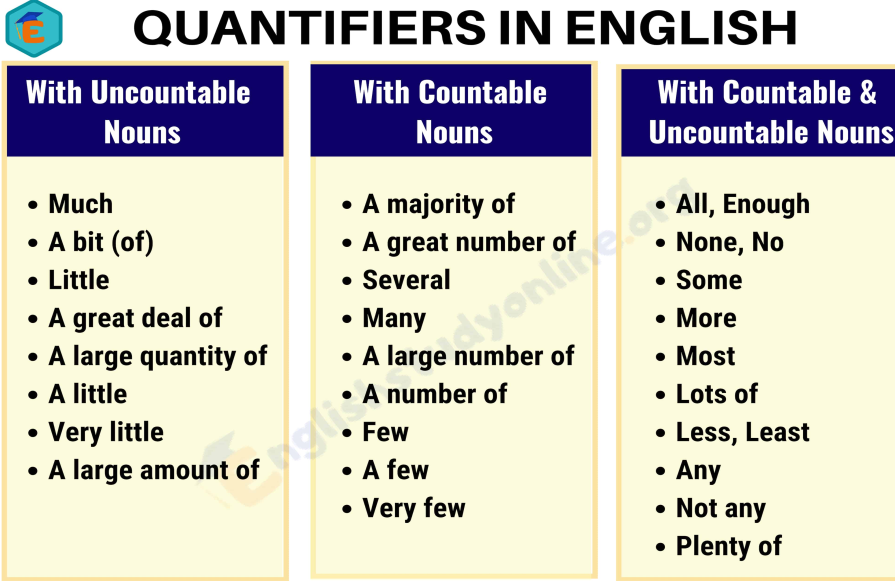 QUANTIFIERS IN ENGLISH
With Uncountable
Nouns
• Much
• A bit (of)
• Little
• A great deal of
• A large quantity of
• A little
• Very little
• A large amount of
With Countable
Nouns
• A majority of
• A great number of
• Several
• Many
• A large number of
• A number of
• Few
• A few
• Very few
With Countable &
Uncountable Nouns
• All, Enough
• None, No
• Some
• More
• Most
• Lots of
• Less, Least
• Any
• Not any
• Plenty of
E
Englishstudyonline.org